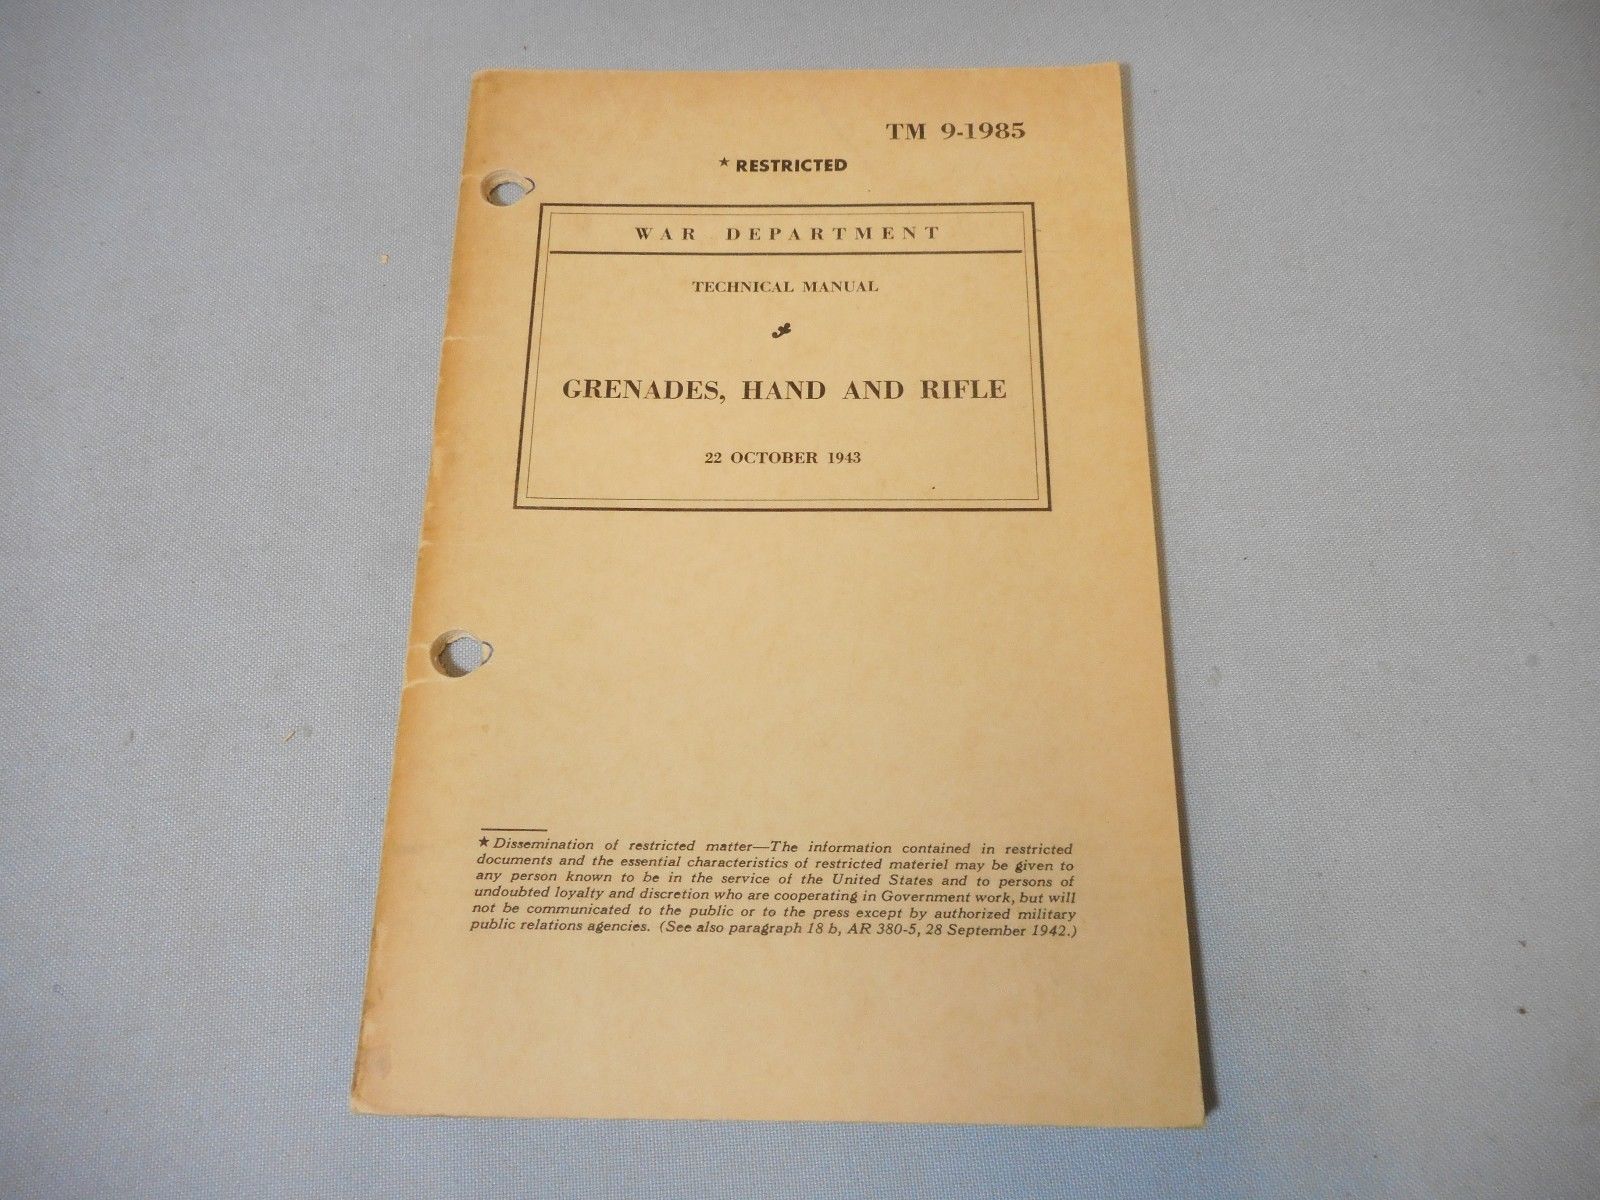 TM 9-1985
★ RESTRICTED
WAR DEPARTMENT
TECHNICAL MANUAL
GRENADES, HAND AND RIFLE
22 OCTOBER 1943
★ Dissemination of restricted matter—The information contained in restricted
documents and the essential characteristics of restricted materiel may be given to
any person known to be in the service of the United States and to persons of
undoubted loyalty and discretion who are cooperating in Government work, but will
not be communicated to the public or to the press except by authorized military
public relations agencies. (See also paragraph 18 b, AR 380-5, 28 September 1942.)